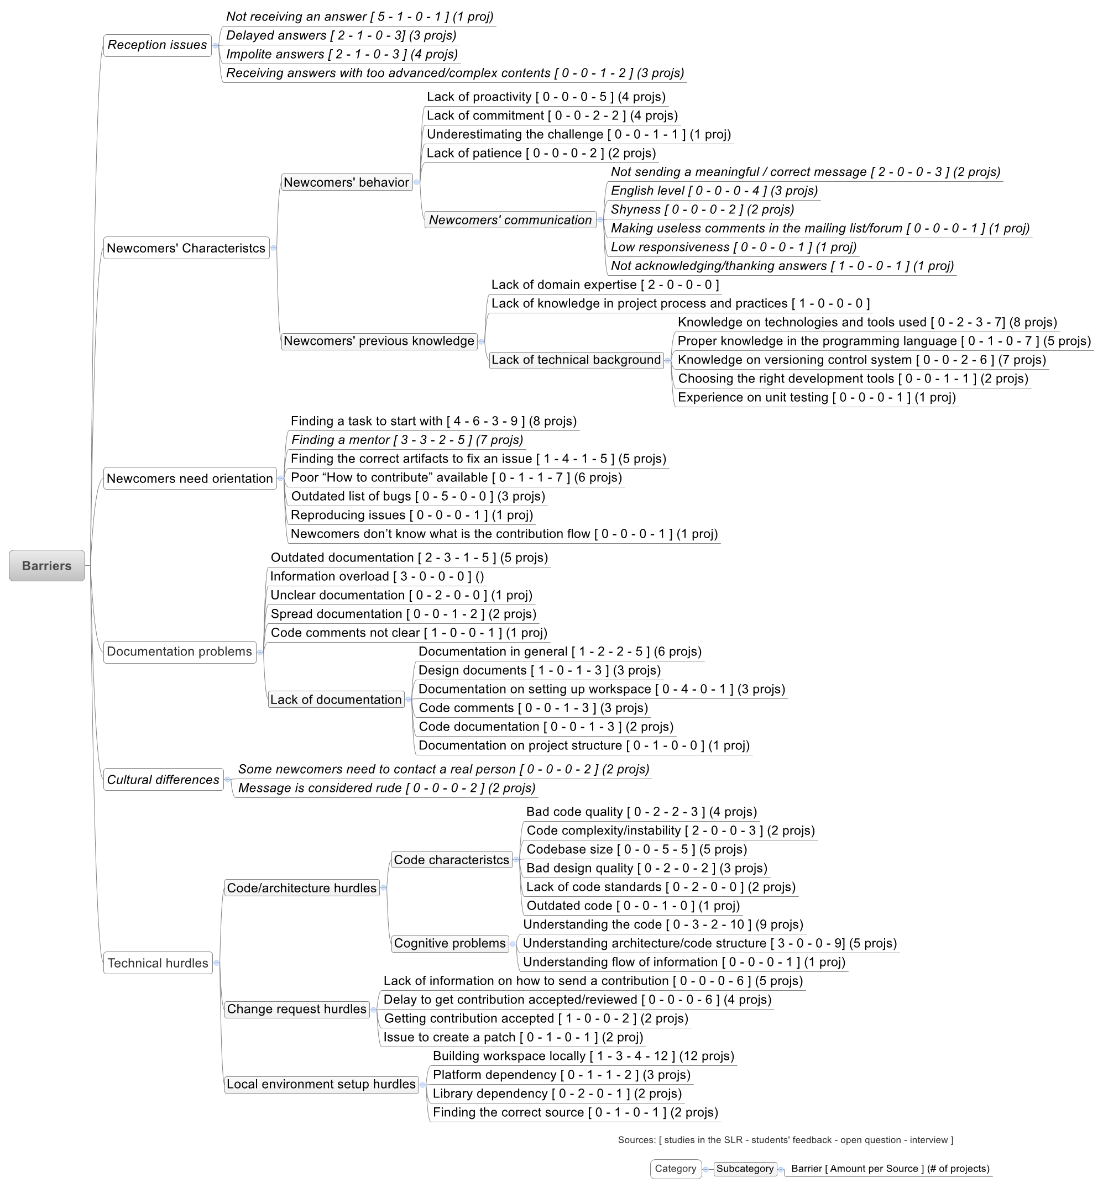 Not receiving an answer [ 5 - 1 - 0 - 1 ] (1 proj)
Delayed answers [ 2 - 1 - 0 - 3] (3 projs)
Reception issues
Impolite answers [ 2 - 1 - 0 - 3 ] (4 projs)
Receiving answers with too advanced/complex contents [ 0 - 0 - 1 - 2 ] (3 projs)
Lack of proactivity [ 0 - 0 - 0 - 5 ] (4 projs)
Lack of commitment [ 0 - 0 - 2 - 2 ] (4 projs)
Underestimating the challenge [ 0 - 0 - 1 - 1 ] (1 proj)
Lack of patience [ 0 - 0 - 0 - 2 ] (2 projs)
Newcomers' behavior
Not sending a meaningful / correct message [ 2 - 0 - 0 - 3 ] (2 projs)
English level [ 0 - 0 - 0 - 4 ] (3 projs)
Shyness [ 0 - 0 - 0 - 2 ] (2 projs)
Newcomers' communication
Making useless comments in the mailing list/forum [ 0 - 0 - 0 - 1 ] (1 proj)
Low responsiveness [ 0 - 0 - 0 - 1 ] (1 proj)
Not acknowledging/thanking answers [ 1 - 0 - 0 - 1 ] (1 proj)
Newcomers' Characteristcs
Lack of domain expertise [ 2 - 0 - 0 - 0 ]
Lack of knowledge in project process and practices [ 1 - 0 - 0 - 0 ]
Newcomers' previous knowledge
Knowledge on technologies and tools used [ 0 - 2 - 3 - 7] (8 projs)
Proper knowledge in the programming language [ 0 - 1 - 0 - 7 ] (5 projs)
Lack of technical background
Knowledge on versioning control system [ 0 - 0 - 2 - 6 ] (7 projs)
Choosing the right development tools [ 0 - 0 - 1 - 1 ] (2 projs)
Experience on unit testing [ 0 - 0 - 0 - 1 ] (1 proj)
Finding a task to start with [ 4 - 6 - 3 - 9 ] (8 projs)
Finding a mentor [ 3 - 3 - 2 - 5 ] (7 projs)
Finding the correct artifacts to fix an issue [ 1 - 4 - 1 - 5 ] (5 projs)
Newcomers need orientation
Poor “How to contribute” available [ 0 - 1 - 1 - 7 ] (6 projs)
Outdated list of bugs [ 0 - 5 - 0 - 0 ] (3 projs)
Reproducing issues [ 0 - 0 - 0 - 1 ] (1 proj)
Newcomers don’t know what is the contribution flow [ 0 - 0 - 0 - 1 ] (1 proj)
Barriers
Outdated documentation [ 2 - 3 - 1 - 5 ] (5 projs)
Information overload [ 3 - 0 - 0 - 0 ] ()
Unclear documentation [ 0 - 2 - 0 - 0 ] (1 proj)
Spread documentation [ 0 - 0 - 1 - 2 ] (2 projs)
Code comments not clear [ 1 - 0 - 0 - 1 ] (1 proj)
Documentation problems
Documentation in general [ 1 - 2 - 2 - 5 ] (6 projs)
Design documents [ 1 - 0 - 1 - 3 ] (3 projs)
Documentation on setting up workspace [ 0 - 4 - 0 - 1 ] (3 projs)
Lack of documentation
Code comments [ 0 - 0 - 1 - 3 ] (3 projs)
Code documentation [ 0 - 0 - 1 - 3 ] (2 projs)
Documentation on project structure [ 0 - 1 - 0 - 0 ] (1 proj)
Cultural differences
Some newcomers need to contact a real person [ 0 - 0 - 0 - 2 ] (2 projs)
Message is considered rude [ 0 - 0 - 0 - 2 ] (2 projs)
Bad code quality [ 0 - 2 - 2 - 3 ] (4 projs)
Code complexity/instability [ 2 - 0 - 0 - 3 ] (2 projs)
Codebase size [ 0 - 0 - 5 - 5 ] (5 projs)
Code characteristcs
Bad design quality [ 0 - 2 - 0 - 2 ] (3 projs)
Lack of code standards [ 0 - 2 - 0 - 0 ] (2 projs)
Outdated code [ 0 - 0 - 1 - 0 ] (1 proj)
Code/architecture hurdles
Understanding the code [ 0 - 3 - 2 - 10 ] (9 projs)
Cognitive problems
Understanding architecture/code structure [ 3 - 0 - 0 - 9] (5 projs)
Understanding flow of information [ 0 - 0 - 0 - 1 ] (1 proj)
Technical hurdles
Lack of information on how to send a contribution [ 0 - 0 - 0 - 6 ] (5 projs)
Delay to get contribution accepted/reviewed [ 0 - 0 - 0 - 6 ] (4 projs)
Change request hurdles
Getting contribution accepted [ 1 - 0 - 0 - 2 ] (2 projs)
Issue to create a patch [ 0 - 1 - 0 - 1 ] (2 proj)
Building workspace locally [ 1 - 3 - 4 - 12 ] (12 projs)
Platform dependency [ 0 - 1 - 1 - 2 ] (3 projs)
Local environment setup hurdles
Library dependency [ 0 - 2 - 0 - 1 ] (2 projs)
Finding the correct source [ 0 - 1 - 0 - 1 ] (2 projs)
Sources: [ studies in the SLR - students' feedback - open question - interview ]
Category
Subcategory
Barrier [ Amount per Source ] (# of projects)